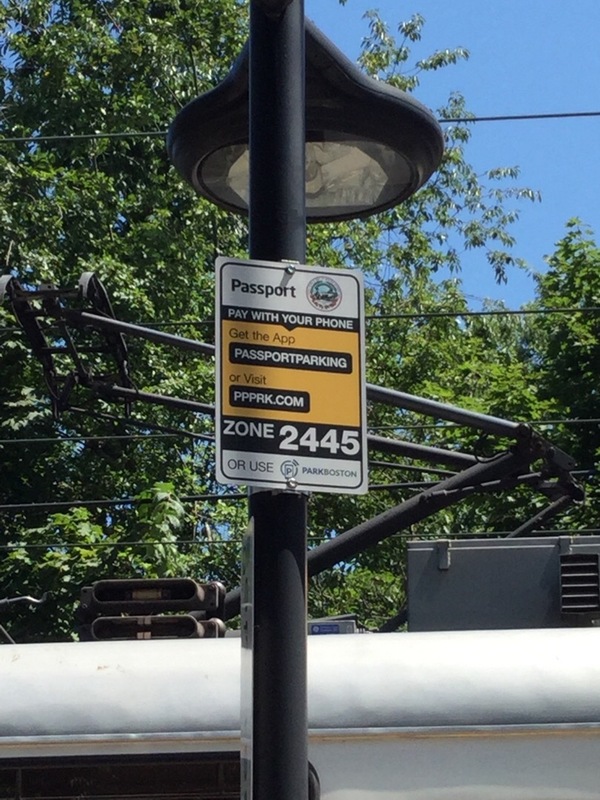 Passport
PAY WITH YOUR PHONE
Get the App
PASSPORTPARKING
or Visit
PPPRK.COM
ZONE 2445
OR USE P PARKBOSTON